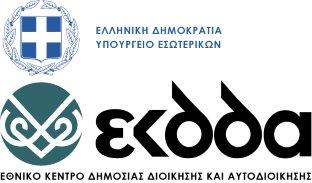 ΕΛΛΗΝΙΚΗ ΔΗΜΟΚΡΑΤΙΑ
ΥΠΟΥΡΓΕΙΟ ΕΣΩΤΕΡΙΚΩΝ
εκδδα
ΕΘΝΙΚΟ ΚΕΝΤΡΟ ΔΗΜΟΣΙΑΣ ΔΙΟΙΚΗΣΗΣ ΚΑΙ ΑΥΤΟΔΙΟΙΚΗΣΗΣ